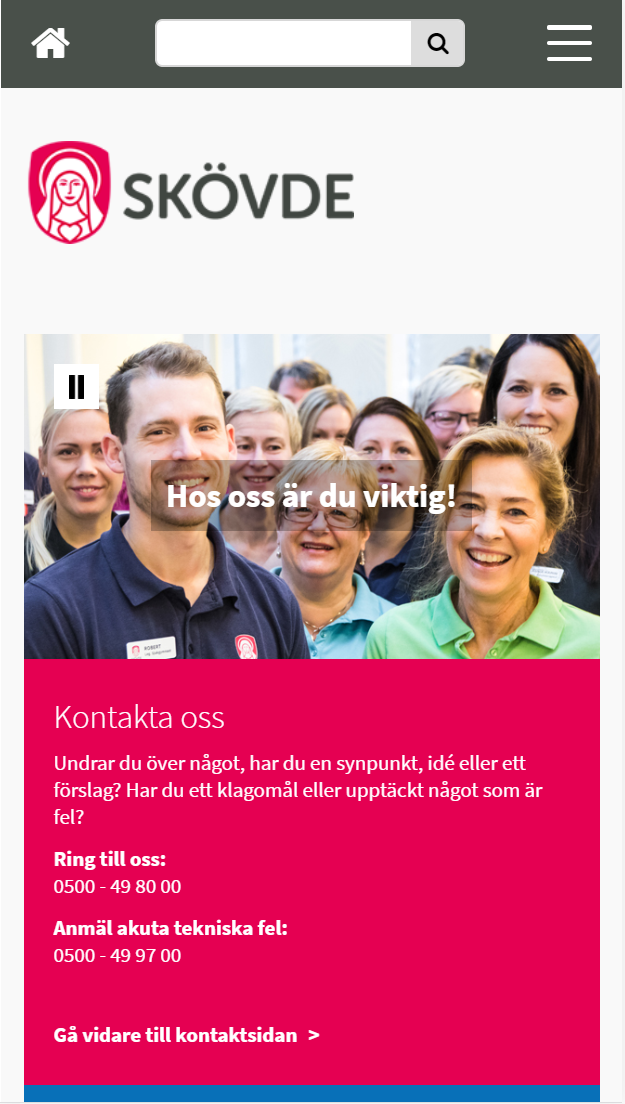 SKÖVDE
Hos oss är du viktig!
ROBERT
Kontakta oss
Undrar du över något, har du en synpunkt, idé eller ett
förslag? Har du ett klagomål eller upptäckt något som är
fel?
Ring till oss:
0500 - 49 80 00
Anmäl akuta tekniska fel:
0500 - 49 97 00
Gå vidare till kontaktsidan >